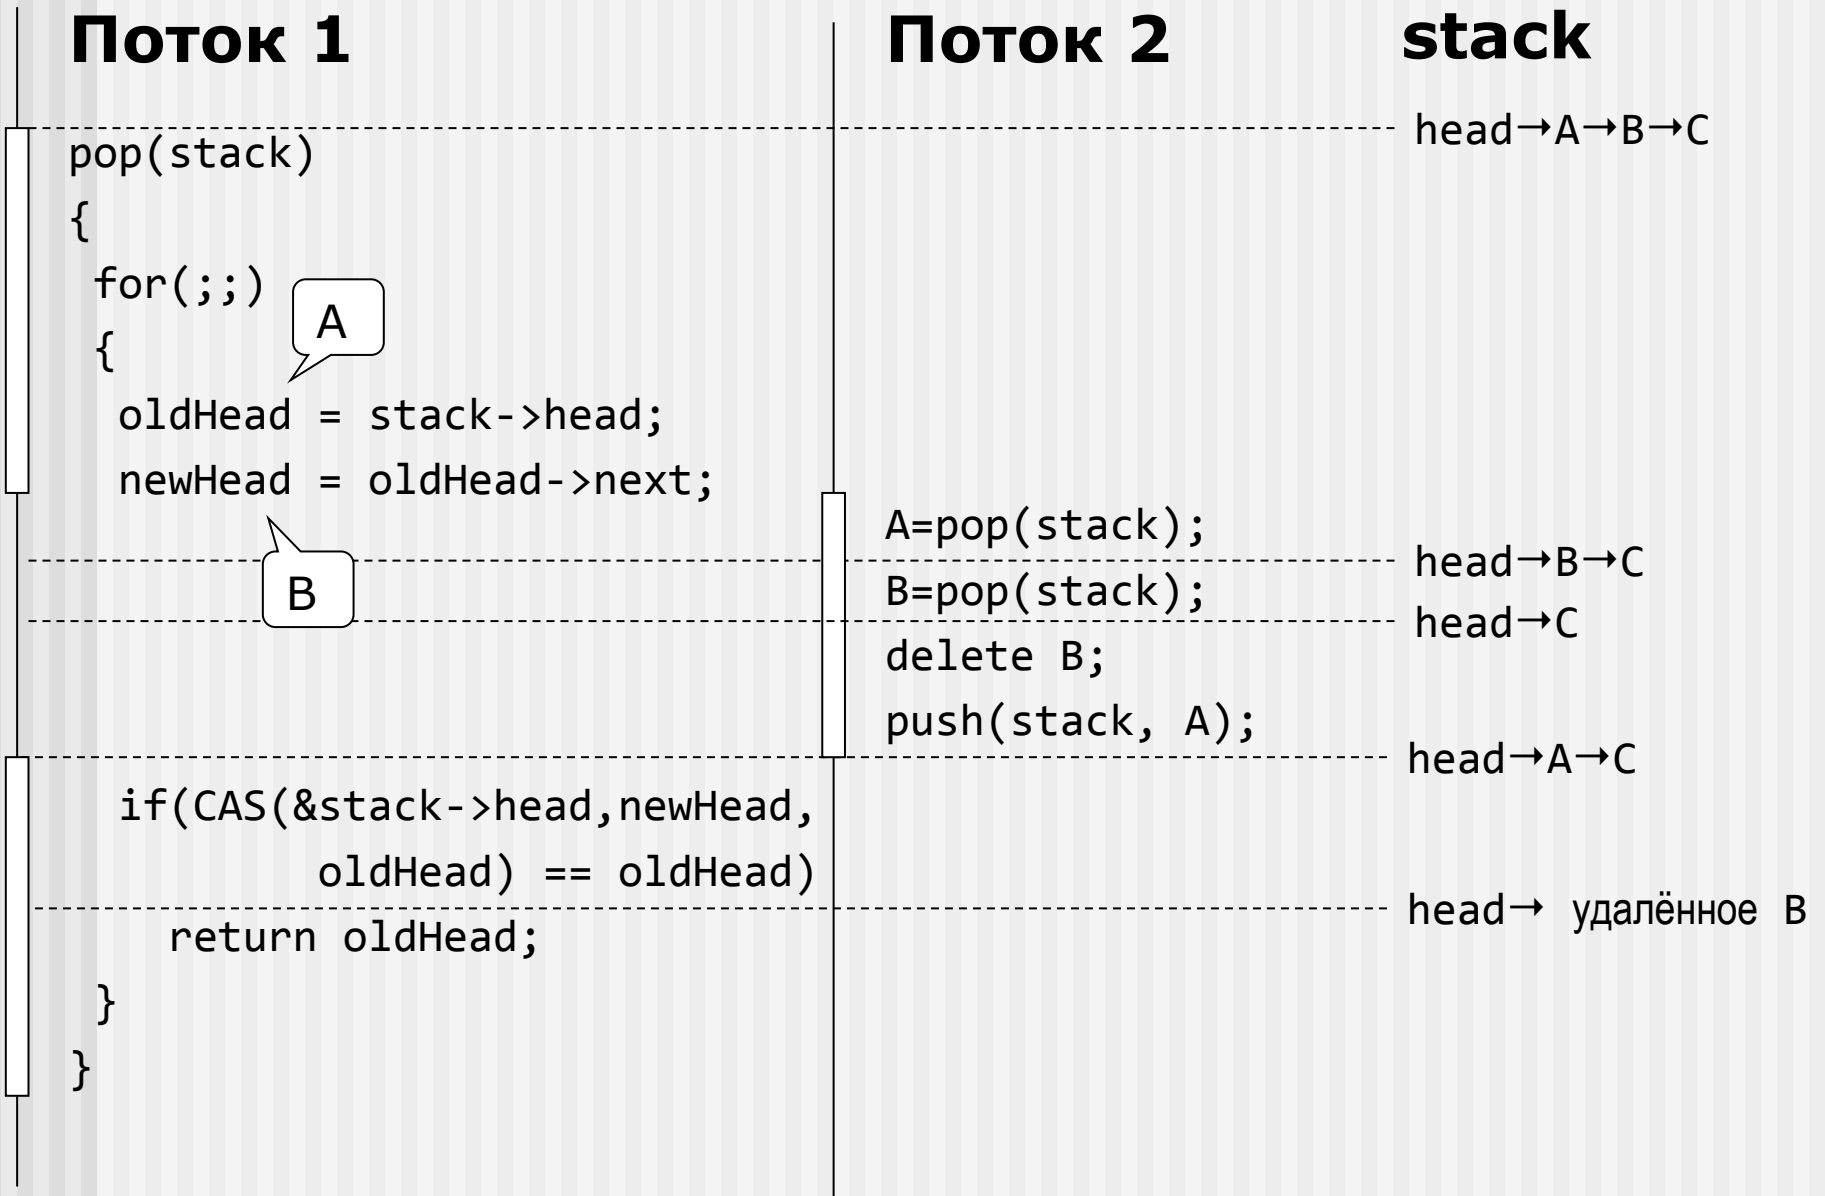 Поток 1
Поток 2
stack
head→A→B→C
pop(stack)
{
for(;;)
A
{
oldHead = stack->head;
newHead = oldHead->next;
A=pop(stack);
head→B→C
B
B=pop(stack);
head→C
delete B;
push(stack, A);
head→A→C
if(CAS(&stack->head,newHead,
oldHead) == oldHead)
head→ удалённое B
return oldHead;
}
}